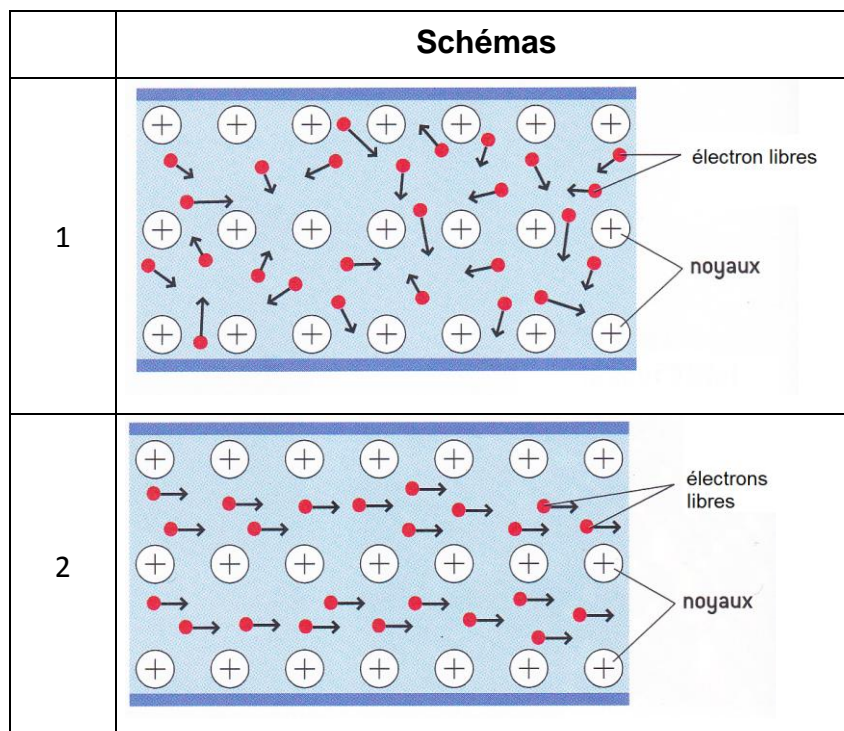 Schémas
1
électron libres
noyaux
2
électrons
libres
noyaux